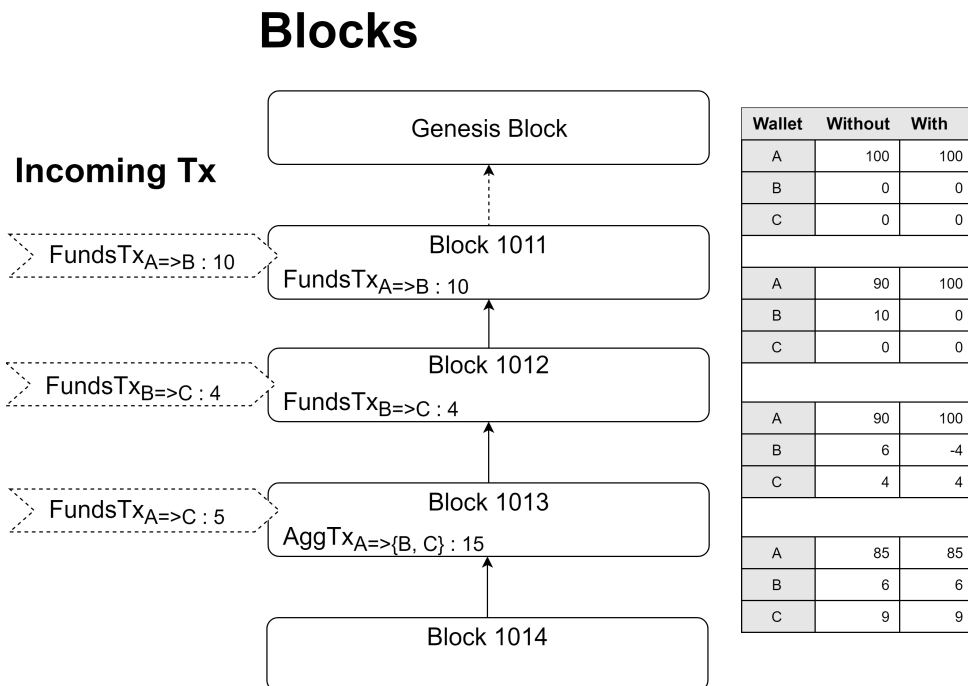 Blocks
Genesis Block
Incoming Tx
FundsTxA=>B : 10
Block 1011
FundsTxA=>B : 10
FundsTxB=>C : 4
Block 1012
FundsTxB=>C : 4
FundsTxA=>C : 5
Block 1013
AggTxA=>{B, C} : 15
Block 1014
Wallet Without With
A 100 100
B 0 0
C 0 0
A 90 100
B 10 0
C 0 0
A 90 100
B 6 -4
C 4 4
A 85 85
B 6 6
C 9 9